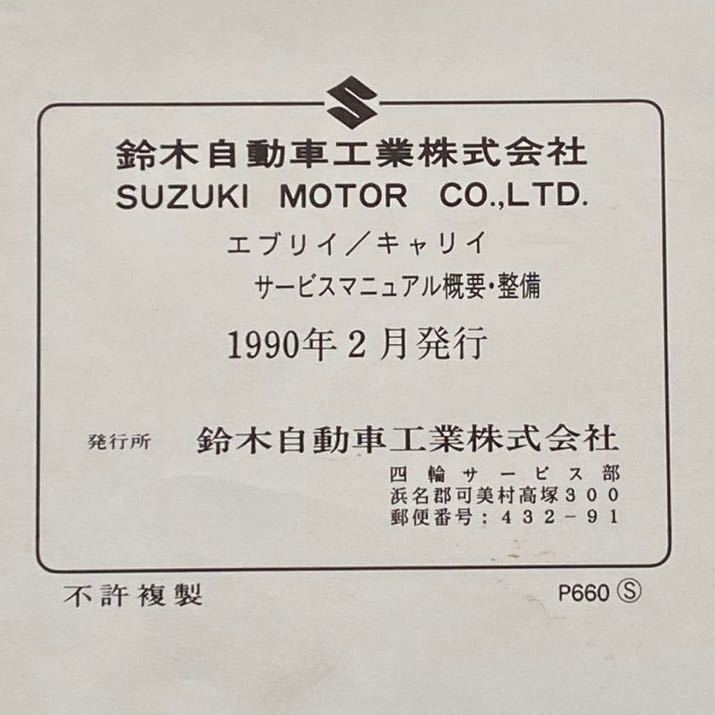 鈴木自動車工業株式会社
SUZUKI MOTOR CO.,LTD.
エブリイ／キャリイ
サービスマニュアル概要・整備
1990年2月発行
発行所 鈴木自動車工業株式会社
四輪サービス部
浜名郡可美村高塚300
郵便番号：432－91
不許複製 P660 Ⓢ